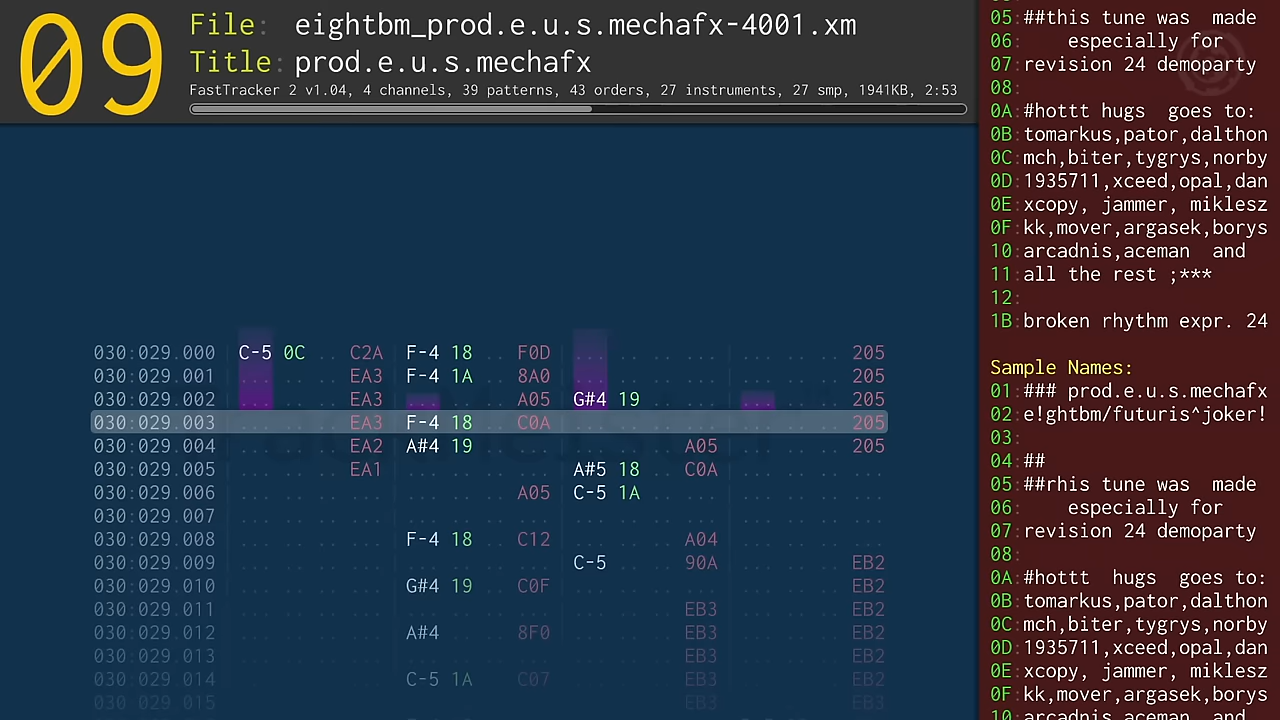 09
File: eightbm_prod.e.u.s.mechafx-4001.xm
Title: prod.e.u.s.mechafx
FastTracker 2 v1.04, 4 channels, 39 patterns, 43 orders, 27 instruments, 27 smp, 1941KB, 2:53
030:029.000 C-5 0C .. C2A F-4 18 .. F0D ... .. .. ... ... .. .. 205
030:029.001 ... .. .. EA3 F-4 1A .. 8A0 ... .. .. ... ... .. .. 205
030:029.002 ... .. .. EA3 ... .. .. A05 G#4 19 .. ... ... .. .. 205
030:029.003 ... .. .. EA3 F-4 18 .. C0A ... .. .. ... ... .. .. 205
030:029.004 ... .. .. EA2 A#4 19 .. ... ... .. .. A05 ... .. .. 205
030:029.005 ... .. .. EA1 ... .. .. ... A#5 18 .. C0A ... .. .. ...
030:029.006 ... .. .. ... ... .. .. A05 C-5 1A .. ... ... .. .. ...
030:029.007 ... .. .. ... ... .. .. ... ... .. .. ... ... .. .. ...
030:029.008 ... .. .. ... F-4 18 .. C12 ... .. .. A04 ... .. .. ...
030:029.009 ... .. .. ... ... .. .. ... C-5 .. .. 90A ... .. .. EB2
030:029.010 ... .. .. ... G#4 19 .. C0F ... .. .. ... ... .. .. EB2
030:029.011 ... .. .. ... ... .. .. ... ... .. .. EB3 ... .. .. EB2
030:029.012 ... .. .. ... A#4 .. .. 8F0 ... .. .. EB3 ... .. .. EB2
030:029.013 ... .. .. ... ... .. .. ... ... .. .. EB3 ... .. .. EB2
030:029.014 ... .. .. ... C-5 1A .. C07 ... .. .. EB3 ... .. .. EB2
030:029.015 ... .. .. ... ... .. .. ... ... .. .. EB3 ... .. .. EB2
05:##this tune was  made
06:    especially for
07:revision 24 demoparty
08:
0A:#hottt hugs  goes to:
0B:tomarkus,pator,dalthon
0C:mch,biter,tygrys,norby
0D:1935711,xceed,opal,dan
0E:xcopy, jammer, miklesz
0F:kk,mover,argasek,borys
10:arcadnis,aceman  and
11:all the rest ;***
12:
1B:broken rhythm expr. 24
Sample Names:
01:### prod.e.u.s.mechafx
02:e!ghtbm/futuris^joker!
03:
04:##
05:##rhis tune was  made
06:    especially for
07:revision 24 demoparty
08:
0A:#hottt  hugs  goes to:
0B:tomarkus,pator,dalthon
0C:mch,biter,tygrys,norby
0D:1935711,xceed,opal,dan
0E:xcopy, jammer, miklesz
0F:kk,mover,argasek,borys
10:arcadnis,aceman  and